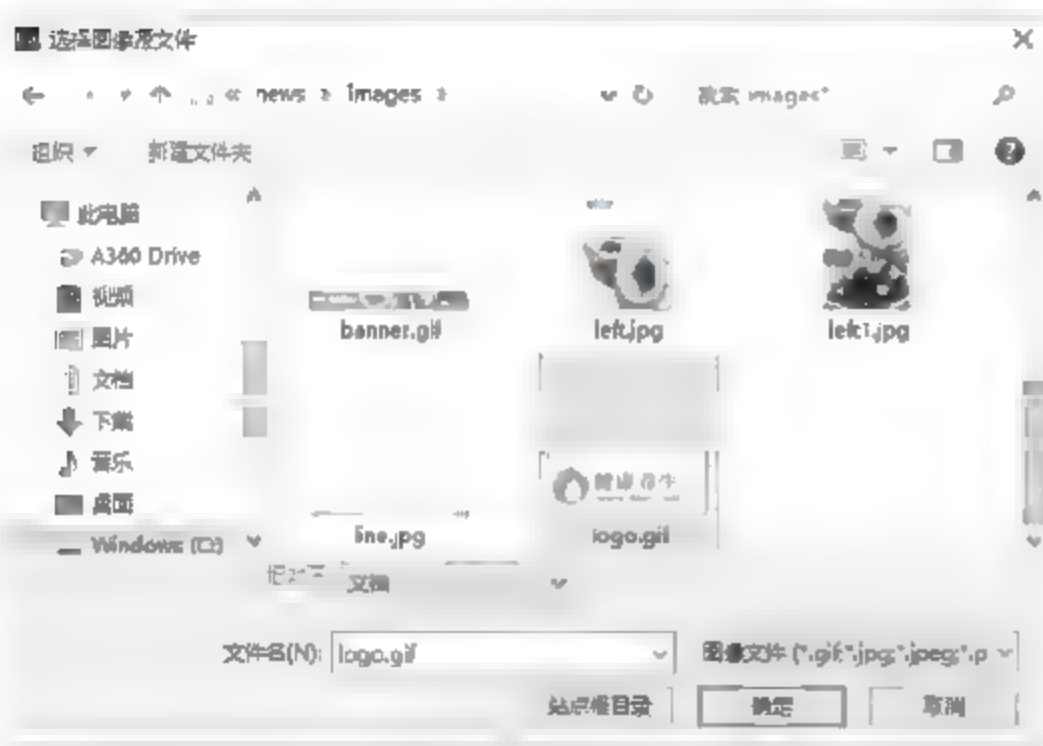 选择图像源文件
« news › images ›
搜索"images"
组织 新建文件夹
此电脑
A360 Drive
视频
图片
文档
下载
音乐
桌面
Windows (C:)
banner.gif
left.jpg
left1.jpg
line.jpg
logo.gif
文档
文件名(N): logo.gif
图像文件 (*.gif;*.jpg;*.jpeg;*.p
站点根目录
确定
取消